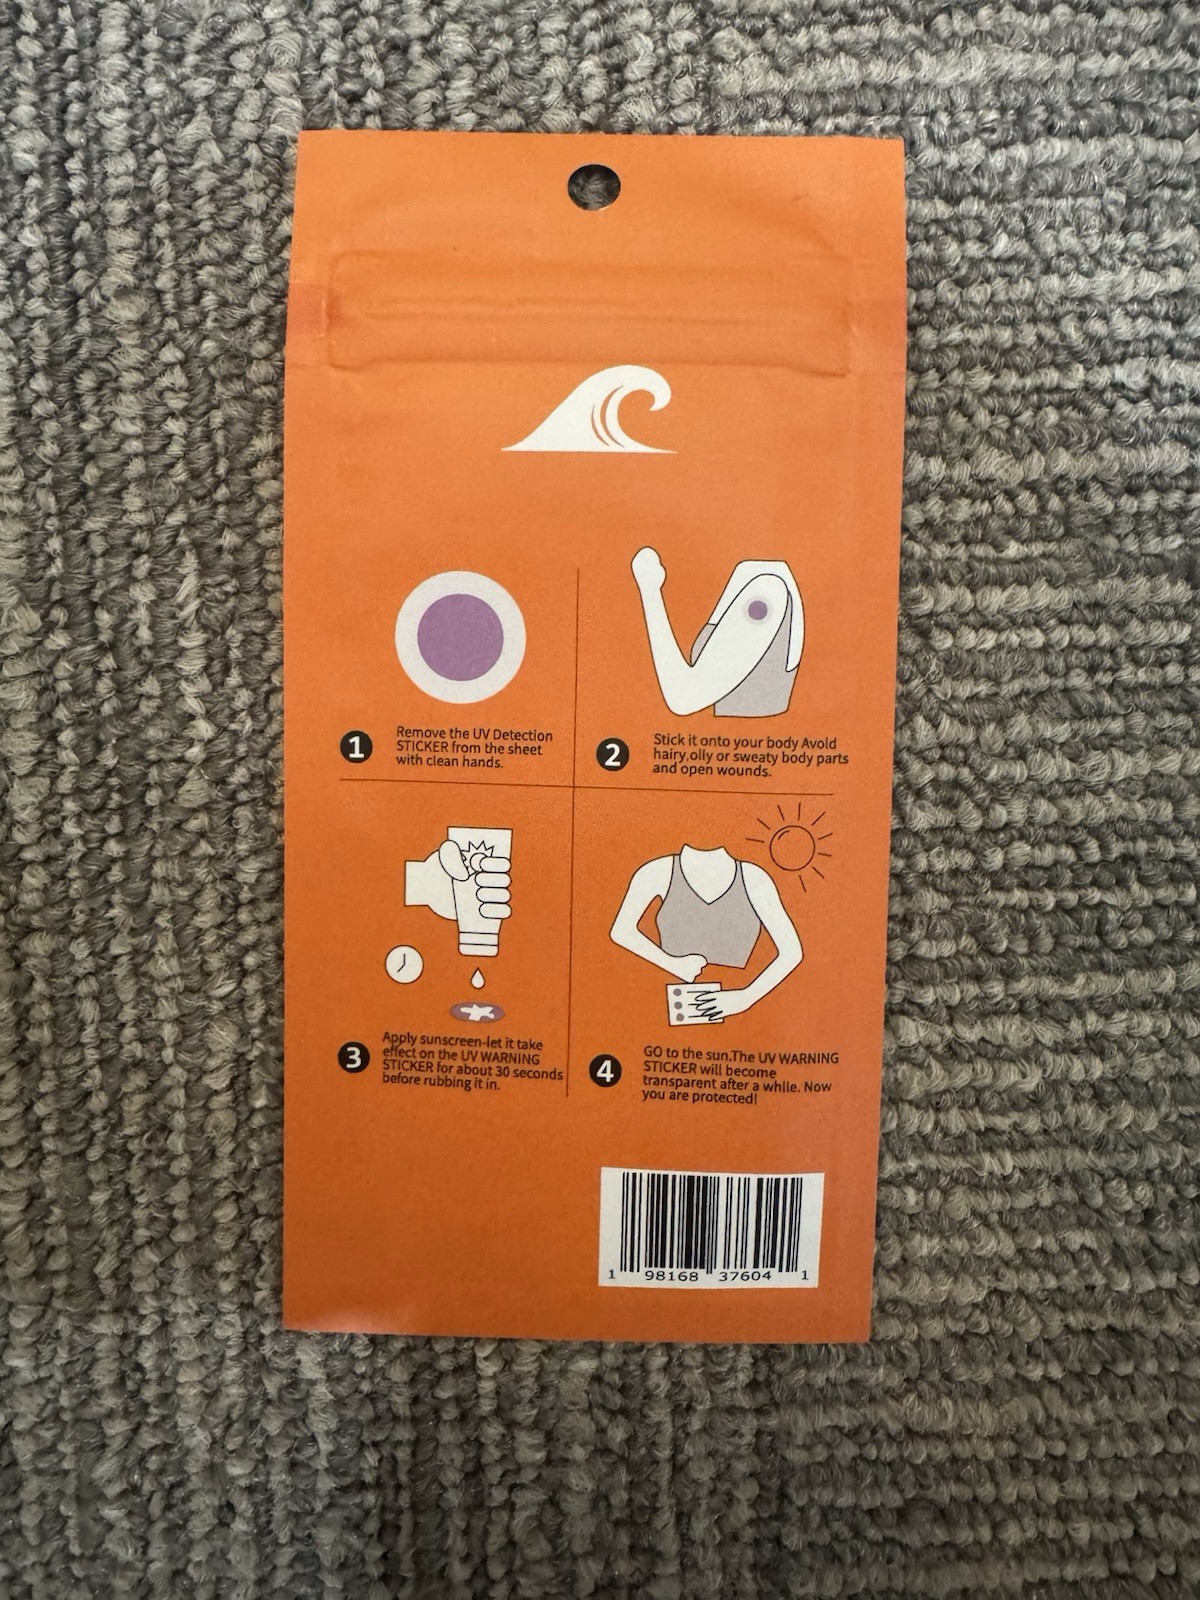 1
Remove the UV Detection
STICKER from the sheet
with clean hands.
2
Stick it onto your body Avold
hairy,olly or sweaty body parts
and open wounds.
3
Apply sunscreen-let it take
effect on the UV WARNING
STICKER for about 30 seconds
before rubbing it in.
4
GO to the sun.The UV WARNING
STICKER will become
transparent after a whlle. Now
you are protected!
1 98168 37604 1